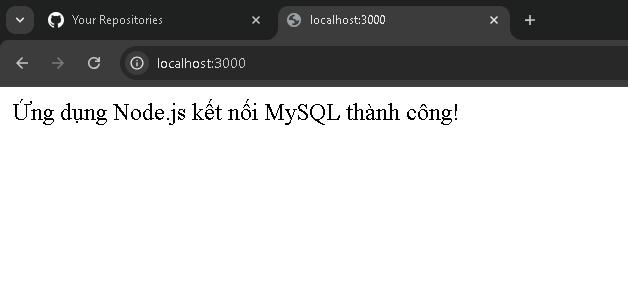 Your Repositories
localhost:3000
localhost:3000
Ứng dụng Node.js kết nối MySQL thành công!